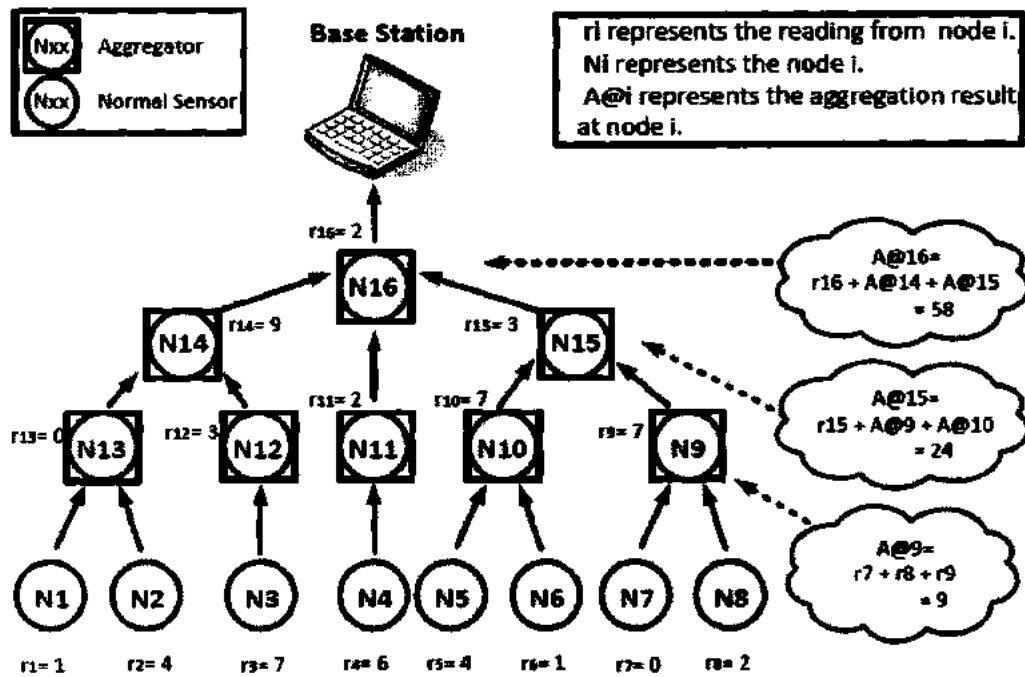 Nxx Aggregator
Nxx Normal Sensor
Base Station
ri represents the reading from node i.
Ni represents the node i.
A@i represents the aggregation result
at node i.
r16= 2
N16
A@16=
r16 + A@14 + A@15
= 58
r14= 9
N14
r15= 3
N15
A@15=
r15 + A@9 + A@10
= 24
r13= 0
N13
r12= 3
N12
r11= 2
N11
r10= 7
N10
r9= 7
N9
A@9=
r7 + r8 + r9
= 9
N1 N2 N3 N4 N5 N6 N7 N8
r1= 1 r2= 4 r3= 7 r4= 6 r5= 4 r6= 1 r7= 0 r8= 2